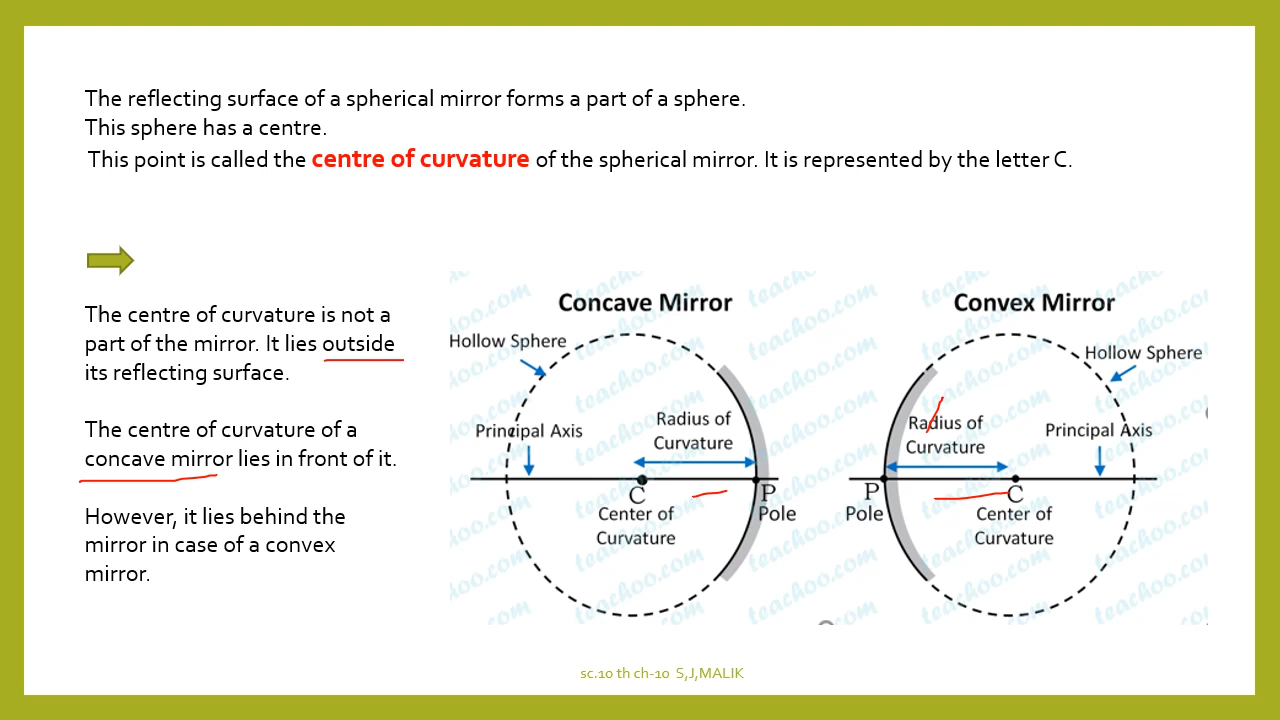 The reflecting surface of a spherical mirror forms a part of a sphere.
This sphere has a centre.
This point is called the centre of curvature of the spherical mirror. It is represented by the letter C.
The centre of curvature is not a
part of the mirror. It lies outside
its reflecting surface.
The centre of curvature of a
concave mirror lies in front of it.
However, it lies behind the
mirror in case of a convex
mirror.
Concave Mirror
Hollow Sphere
Principal Axis
Radius of
Curvature
C
P
Center of
Curvature
Pole
Convex Mirror
Hollow Sphere
Radius of
Curvature
Principal Axis
P
C
Pole
Center of
Curvature
teachoo.com
sc.10 th ch-10 S,J,MALIK